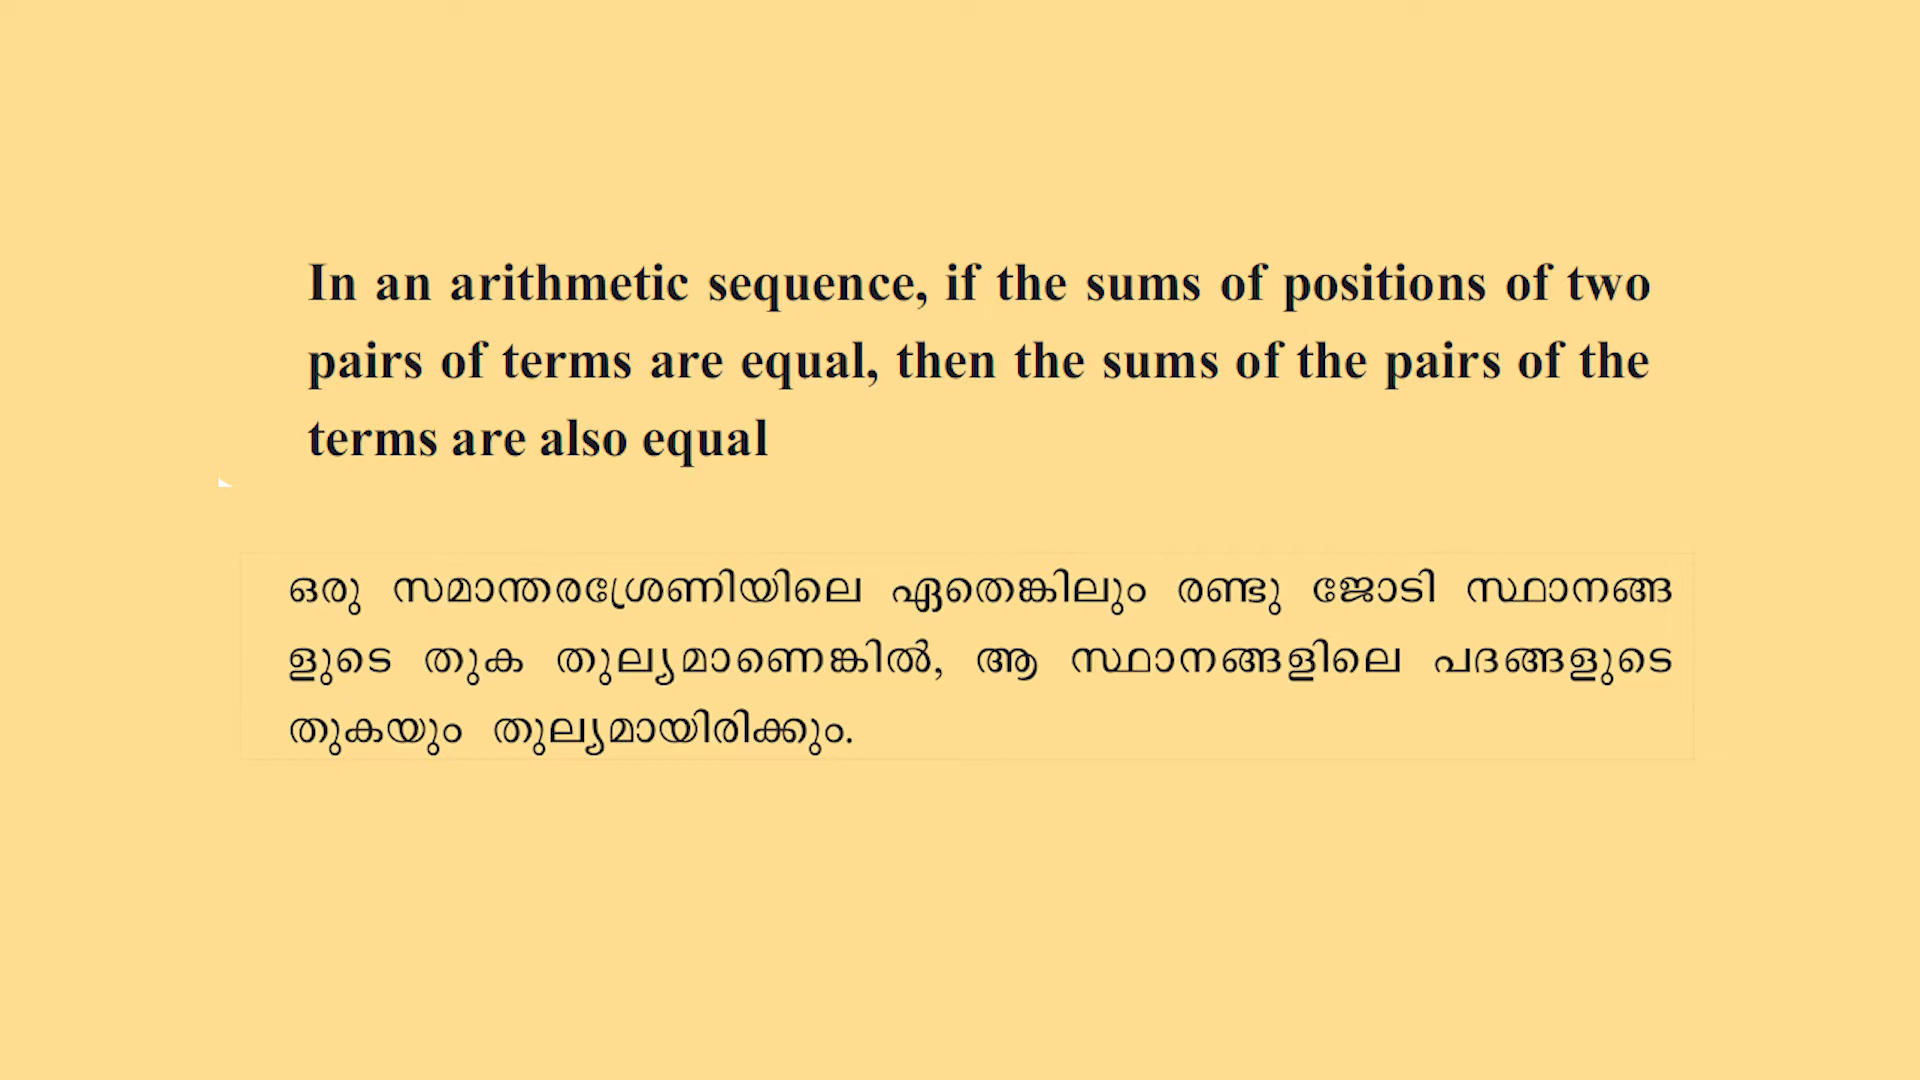 In an arithmetic sequence, if the sums of positions of two
pairs of terms are equal, then the sums of the pairs of the
terms are also equal
ഒരു സമാന്തരശ്രേണിയിലെ ഏതെങ്കിലും രണ്ടു ജോടി സ്ഥാനങ്ങ
ളുടെ തുക തുല്യമാണെങ്കിൽ, ആ സ്ഥാനങ്ങളിലെ പദങ്ങളുടെ
തുകയും തുല്യമായിരിക്കും.